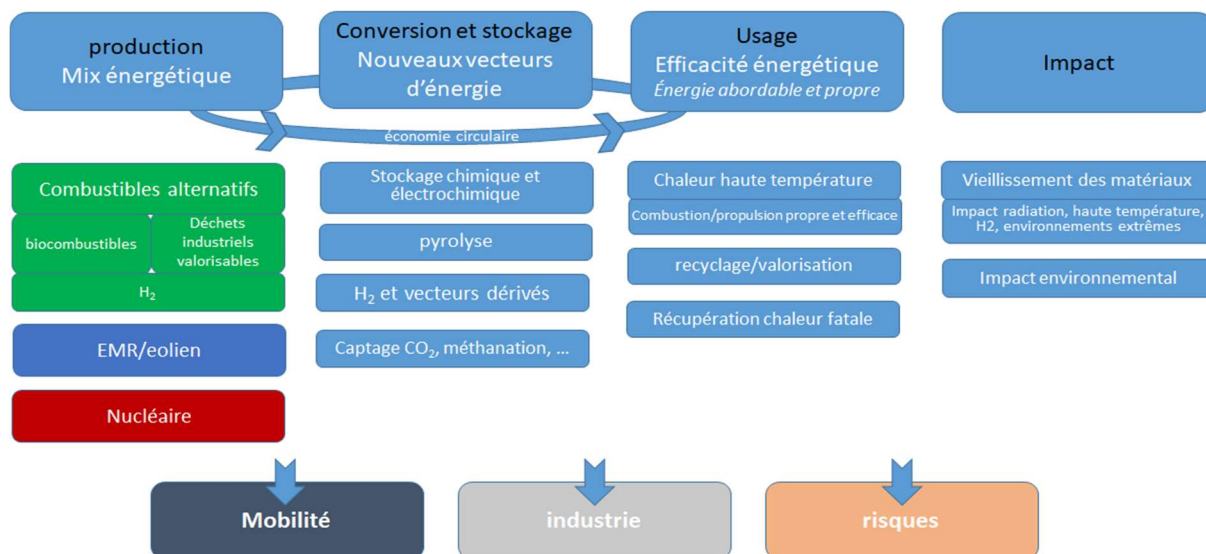 production
Mix énergétique
Conversion et stockage
Nouveaux vecteurs
d’énergie
Usage
Efficacité énergétique
Énergie abordable et propre
Impact
économie circulaire
Combustibles alternatifs
biocombustibles
Déchets
industriels
valorisables
H₂
EMR/eolien
Nucléaire
Stockage chimique et
électrochimique
pyrolyse
H₂ et vecteurs dérivés
Captage CO₂, méthanation, ...
Chaleur haute température
Combustion/propulsion propre et efficace
recyclage/valorisation
Récupération chaleur fatale
Vieillissement des matériaux
Impact radiation, haute température,
H2, environnements extrêmes
Impact environnemental
Mobilité
industrie
risques